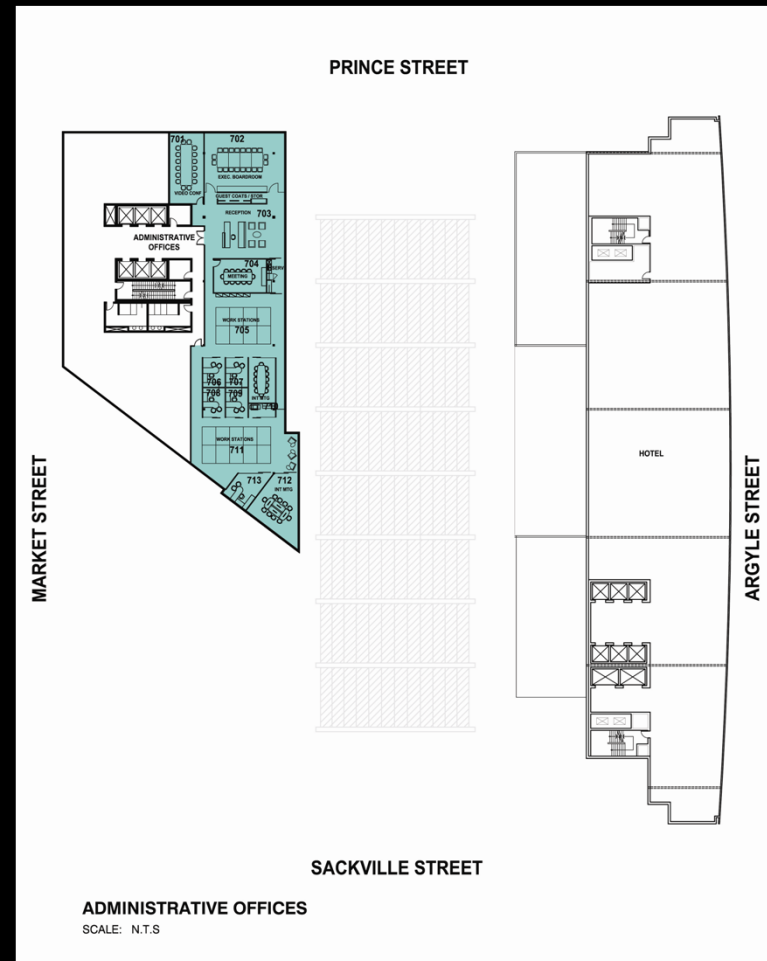 PRINCE STREET
701
702
EXEC. BOARDROOM
VIDEO CONF
GUEST COATS / STOR
RECEPTION
703
ADMINISTRATIVE
OFFICES
704
SERV
MEETING
WORK STATIONS
705
706
707
708
709
INT MTG
WORK STATIONS
711
713
712
INT MTG
HOTEL
MARKET STREET
ARGYLE STREET
SACKVILLE STREET
ADMINISTRATIVE OFFICES
SCALE: N.T.S